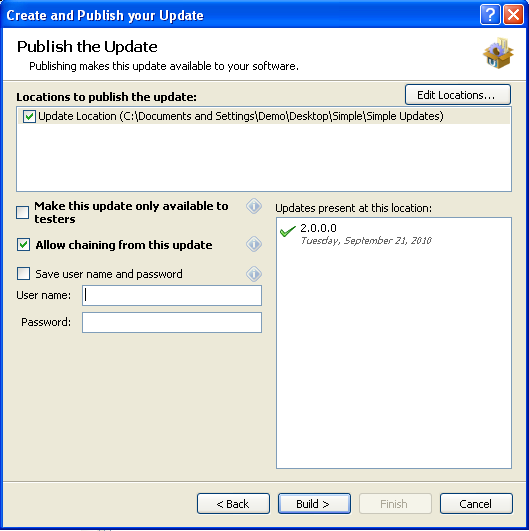 Create and Publish your Update
Publish the Update
Publishing makes this update available to your software.
Locations to publish the update:
Edit Locations...
Update Location (C:\Documents and Settings\Demo\Desktop\Simple\Simple Updates)
Make this update only available to
testers
Allow chaining from this update
Save user name and password
User name:
Password:
Updates present at this location:
2.0.0.0
Tuesday, September 21, 2010
< Back
Build >
Finish
Cancel